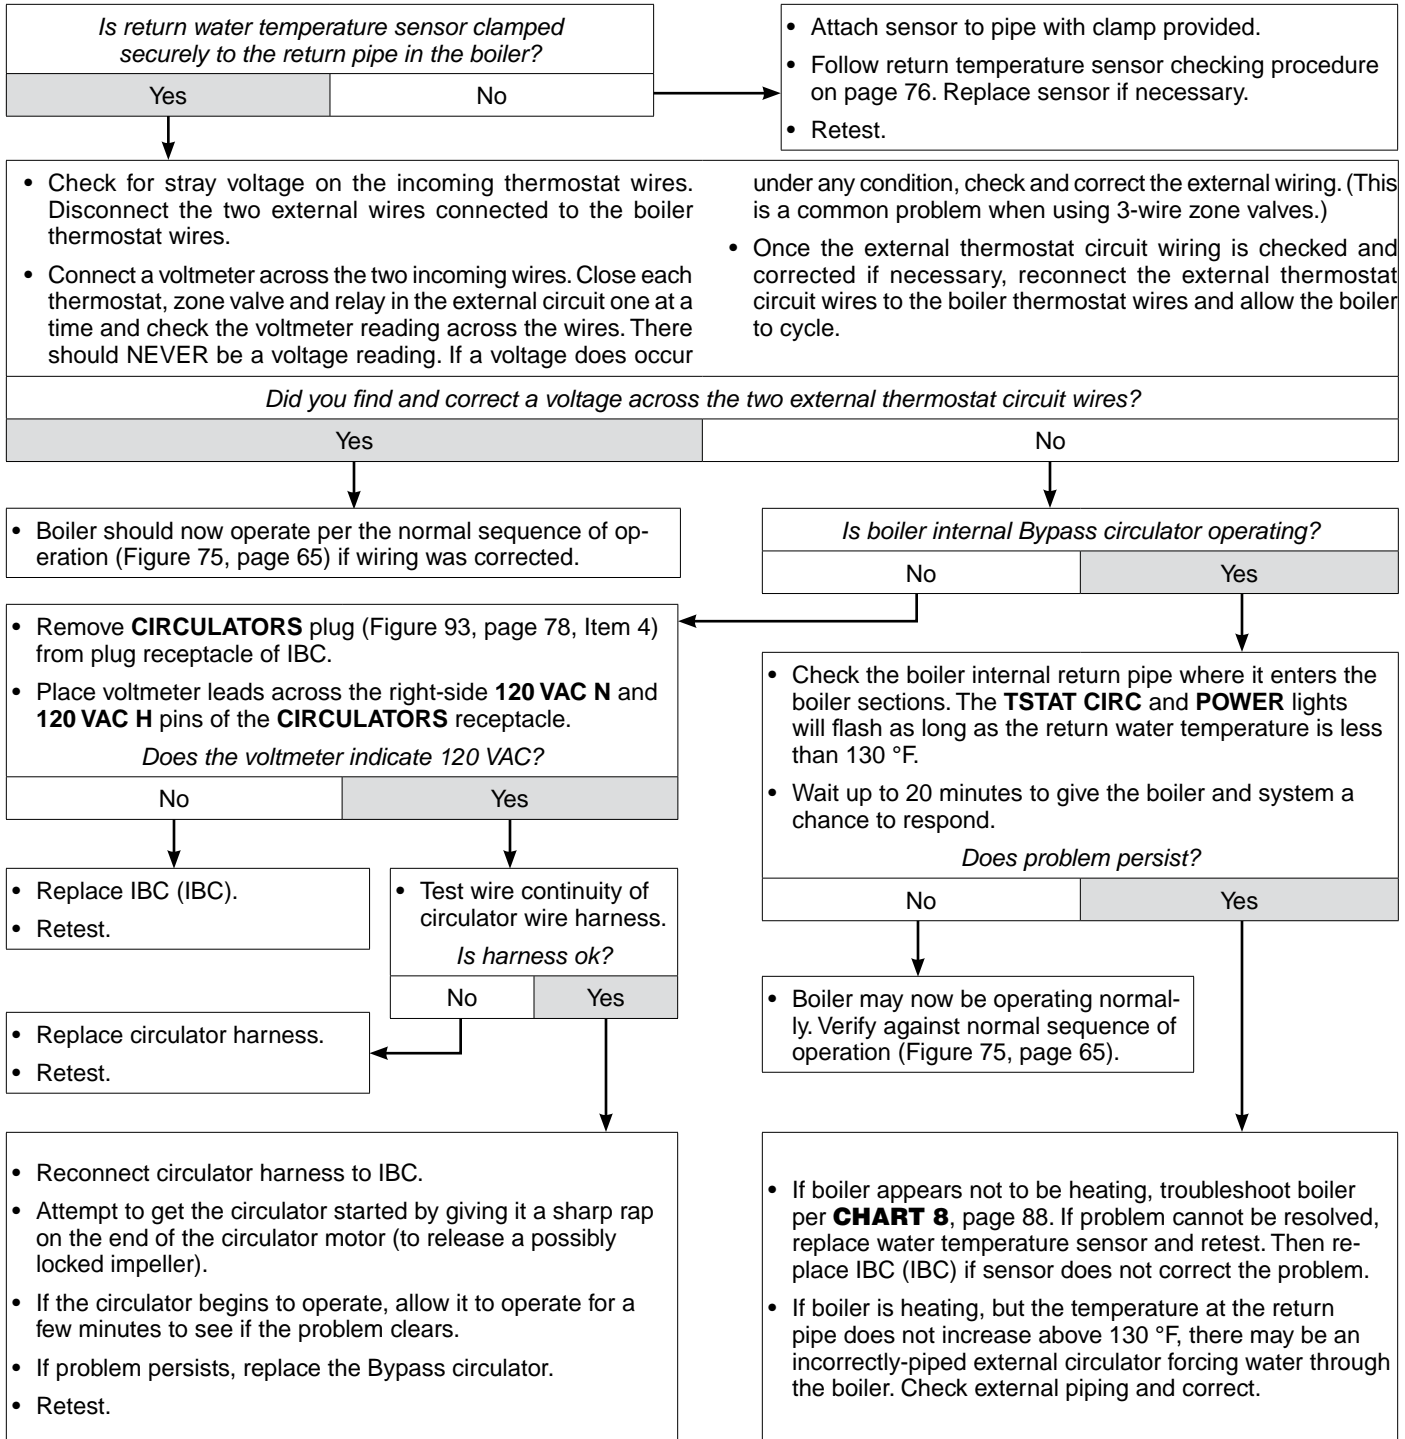 Is return water temperature sensor clamped
securely to the return pipe in the boiler?
Yes
No
• Attach sensor to pipe with clamp provided.
• Follow return temperature sensor checking procedure
on page 76. Replace sensor if necessary.
• Retest.
• Check for stray voltage on the incoming thermostat wires.
Disconnect the two external wires connected to the boiler
thermostat wires.
• Connect a voltmeter across the two incoming wires. Close each
thermostat, zone valve and relay in the external circuit one at a
time and check the voltmeter reading across the wires. There
should NEVER be a voltage reading. If a voltage does occur
under any condition, check and correct the external wiring. (This
is a common problem when using 3-wire zone valves.)
• Once the external thermostat circuit wiring is checked and
corrected if necessary, reconnect the external thermostat
circuit wires to the boiler thermostat wires and allow the boiler
to cycle.
Did you find and correct a voltage across the two external thermostat circuit wires?
Yes
No
• Boiler should now operate per the normal sequence of op-
eration (Figure 75, page 65) if wiring was corrected.
Is boiler internal Bypass circulator operating?
No
Yes
• Remove CIRCULATORS plug (Figure 93, page 78, Item 4)
from plug receptacle of IBC.
• Place voltmeter leads across the right-side 120 VAC N and
120 VAC H pins of the CIRCULATORS receptacle.
Does the voltmeter indicate 120 VAC?
No
Yes
• Check the boiler internal return pipe where it enters the
boiler sections. The TSTAT CIRC and POWER lights
will flash as long as the return water temperature is less
than 130 °F.
• Wait up to 20 minutes to give the boiler and system a
chance to respond.
Does problem persist?
No
Yes
• Replace IBC (IBC).
• Retest.
• Test wire continuity of
circulator wire harness.
Is harness ok?
No
Yes
• Replace circulator harness.
• Retest.
• Boiler may now be operating normal-
ly. Verify against normal sequence of
operation (Figure 75, page 65).
• Reconnect circulator harness to IBC.
• Attempt to get the circulator started by giving it a sharp rap
on the end of the circulator motor (to release a possibly
locked impeller).
• If the circulator begins to operate, allow it to operate for a
few minutes to see if the problem clears.
• If problem persists, replace the Bypass circulator.
• Retest.
• If boiler appears not to be heating, troubleshoot boiler
per CHART 8, page 88. If problem cannot be resolved,
replace water temperature sensor and retest. Then re-
place IBC (IBC) if sensor does not correct the problem.
• If boiler is heating, but the temperature at the return
pipe does not increase above 130 °F, there may be an
incorrectly-piped external circulator forcing water through
the boiler. Check external piping and correct.